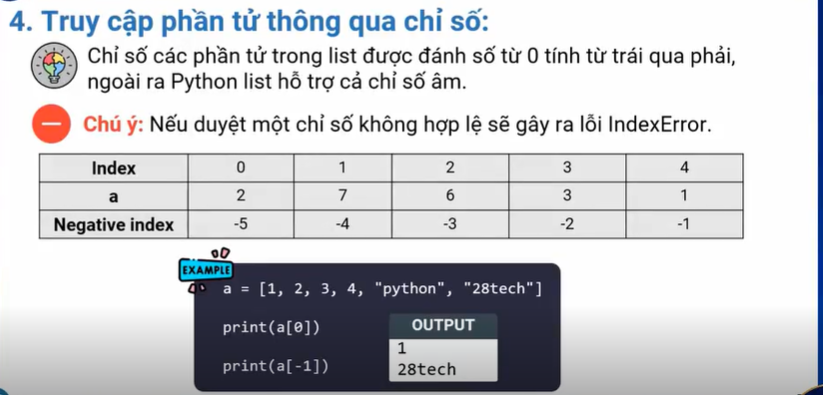 4. Truy cập phần tử thông qua chỉ số:
Chỉ số các phần tử trong list được đánh số từ 0 tính từ trái qua phải,
ngoài ra Python list hỗ trợ cả chỉ số âm.
Chú ý: Nếu duyệt một chỉ số không hợp lệ sẽ gây ra lỗi IndexError.
Index 0 1 2 3 4
a 2 7 6 3 1
Negative index -5 -4 -3 -2 -1
EXAMPLE
a = [1, 2, 3, 4, "python", "28tech"]
print(a[0])
print(a[-1])
OUTPUT
1
28tech